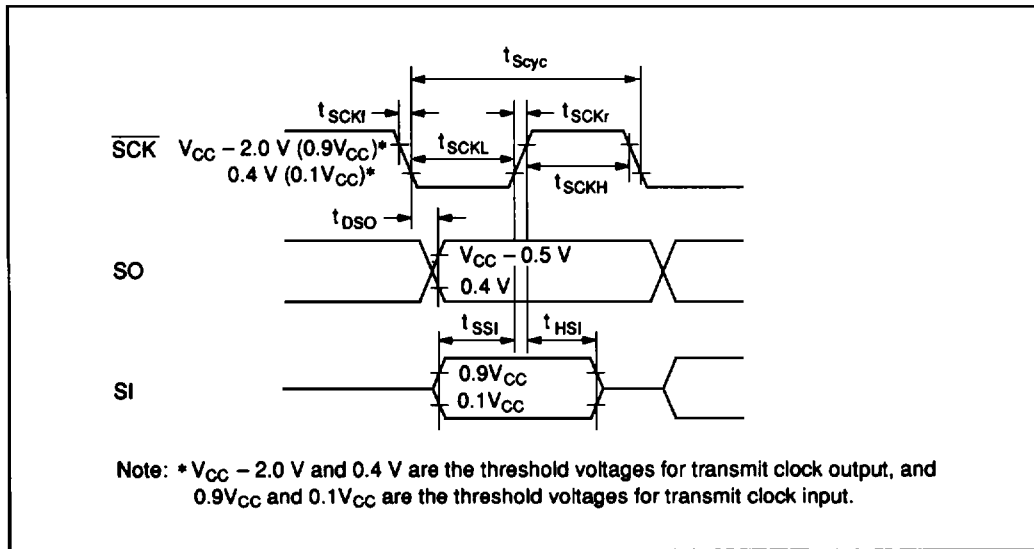 tScyc
tSCKf
tSCKr
SCK VCC – 2.0 V (0.9VCC)*
tSCKL
0.4 V (0.1VCC)*
tSCKH
tDSO
SO
VCC – 0.5 V
0.4 V
tSSI
tHSI
SI
0.9VCC
0.1VCC
Note: * VCC – 2.0 V and 0.4 V are the threshold voltages for transmit clock output, and
0.9VCC and 0.1VCC are the threshold voltages for transmit clock input.